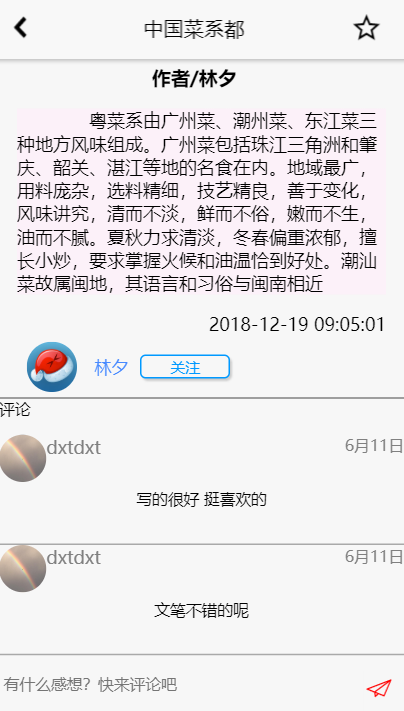 中国菜系都
作者/林夕
粤菜系由广州菜、潮州菜、东江菜三
种地方风味组成。广州菜包括珠江三角洲和肇
庆、韶关、湛江等地的名食在内。地域最广，
用料庞杂，选料精细，技艺精良，善于变化，
风味讲究，清而不淡，鲜而不俗，嫩而不生，
油而不腻。夏秋力求清淡，冬春偏重浓郁，擅
长小炒，要求掌握火候和油温恰到好处。潮汕
菜故属闽地，其语言和习俗与闽南相近
2018-12-19 09:05:01
林夕 关注
评论
dxtdxt 6月11日
写的很好 挺喜欢的
dxtdxt 6月11日
文笔不错的呢
有什么感想？快来评论吧